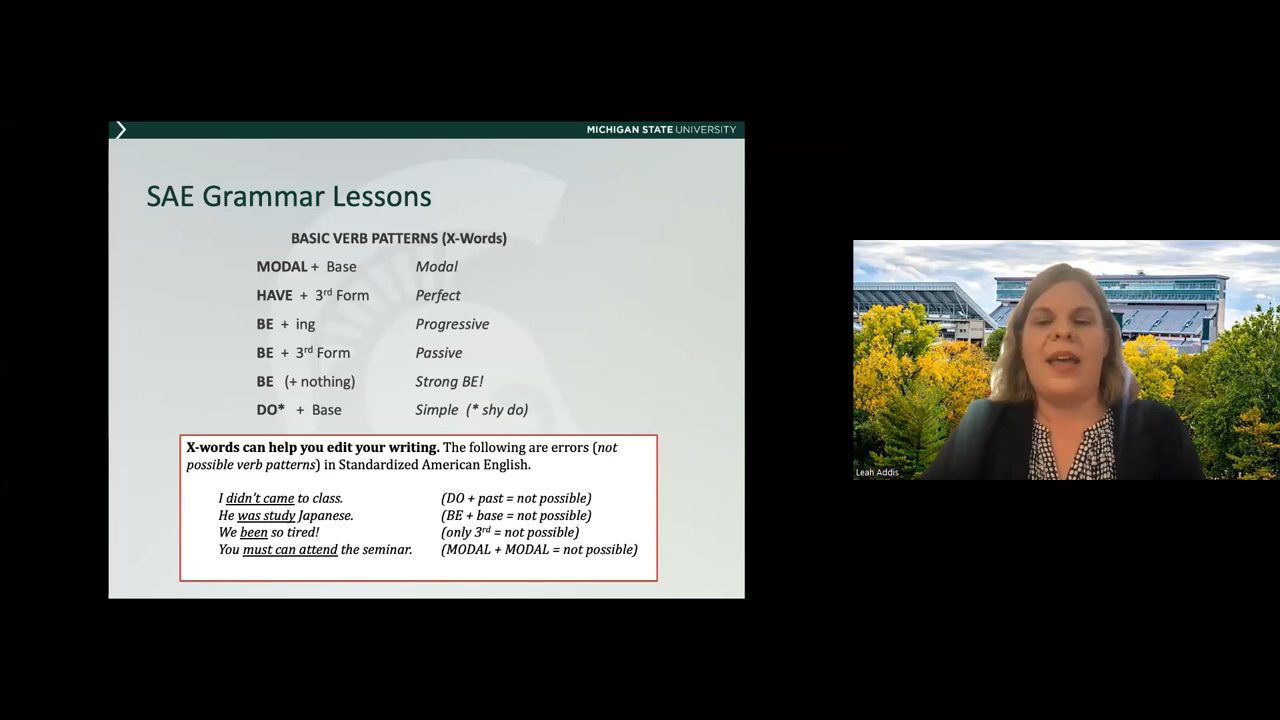 MICHIGAN STATE UNIVERSITY
SAE Grammar Lessons
BASIC VERB PATTERNS (X-Words)
MODAL + Base Modal
HAVE + 3rd Form Perfect
BE + ing Progressive
BE + 3rd Form Passive
BE (+ nothing) Strong BE!
DO* + Base Simple (* shy do)
X-words can help you edit your writing. The following are errors (not
possible verb patterns) in Standardized American English.
I didn't came to class. (DO + past = not possible)
He was study Japanese. (BE + base = not possible)
We been so tired! (only 3rd = not possible)
You must can attend the seminar. (MODAL + MODAL = not possible)
Leah Addis